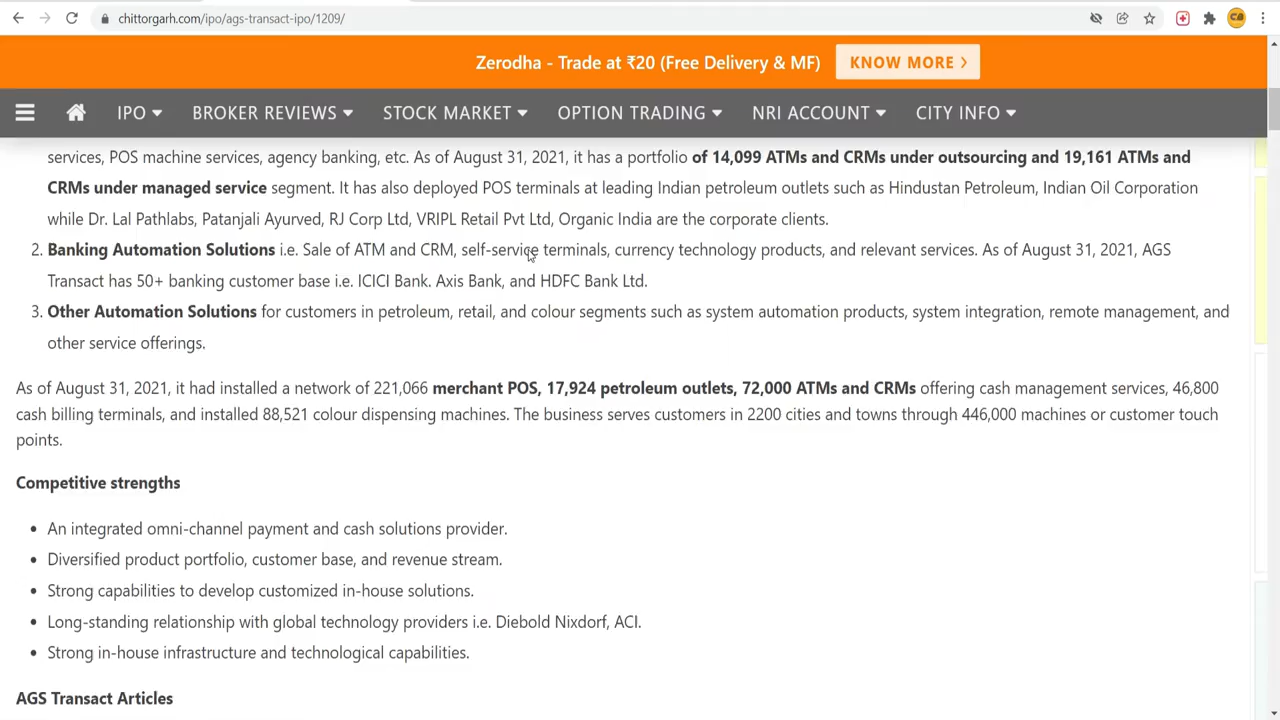 chittorgarh.com/ipo/ags-transact-ipo/1209/
Zerodha - Trade at ₹20 (Free Delivery & MF) KNOW MORE
IPO BROKER REVIEWS STOCK MARKET OPTION TRADING NRI ACCOUNT CITY INFO
services, POS machine services, agency banking, etc. As of August 31, 2021, it has a portfolio of 14,099 ATMs and CRMs under outsourcing and 19,161 ATMs and
CRMs under managed service segment. It has also deployed POS terminals at leading Indian petroleum outlets such as Hindustan Petroleum, Indian Oil Corporation
while Dr. Lal Pathlabs, Patanjali Ayurved, RJ Corp Ltd, VRIPL Retail Pvt Ltd, Organic India are the corporate clients.
2. Banking Automation Solutions i.e. Sale of ATM and CRM, self-service terminals, currency technology products, and relevant services. As of August 31, 2021, AGS
Transact has 50+ banking customer base i.e. ICICI Bank. Axis Bank, and HDFC Bank Ltd.
3. Other Automation Solutions for customers in petroleum, retail, and colour segments such as system automation products, system integration, remote management, and
other service offerings.
As of August 31, 2021, it had installed a network of 221,066 merchant POS, 17,924 petroleum outlets, 72,000 ATMs and CRMs offering cash management services, 46,800
cash billing terminals, and installed 88,521 colour dispensing machines. The business serves customers in 2200 cities and towns through 446,000 machines or customer touch
points.
Competitive strengths
• An integrated omni-channel payment and cash solutions provider.
• Diversified product portfolio, customer base, and revenue stream.
• Strong capabilities to develop customized in-house solutions.
• Long-standing relationship with global technology providers i.e. Diebold Nixdorf, ACI.
• Strong in-house infrastructure and technological capabilities.
AGS Transact Articles